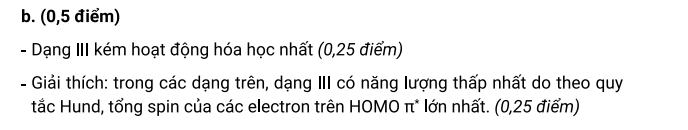 b. (0,5 điểm)
- Dạng III kém hoạt động hóa học nhất (0,25 điểm)
- Giải thích: trong các dạng trên, dạng III có năng lượng thấp nhất do theo quy
tắc Hund, tổng spin của các electron trên HOMO π* lớn nhất. (0,25 điểm)